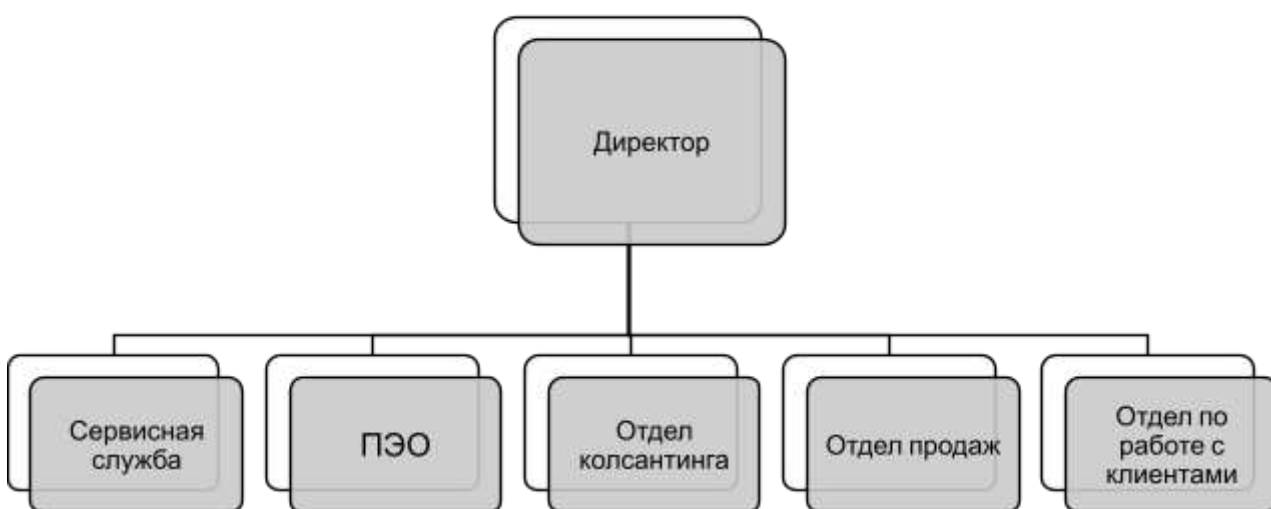 Директор
Сервисная
служба
ПЭО
Отдел
колсантинга
Отдел продаж
Отдел по
работе с
клиентами